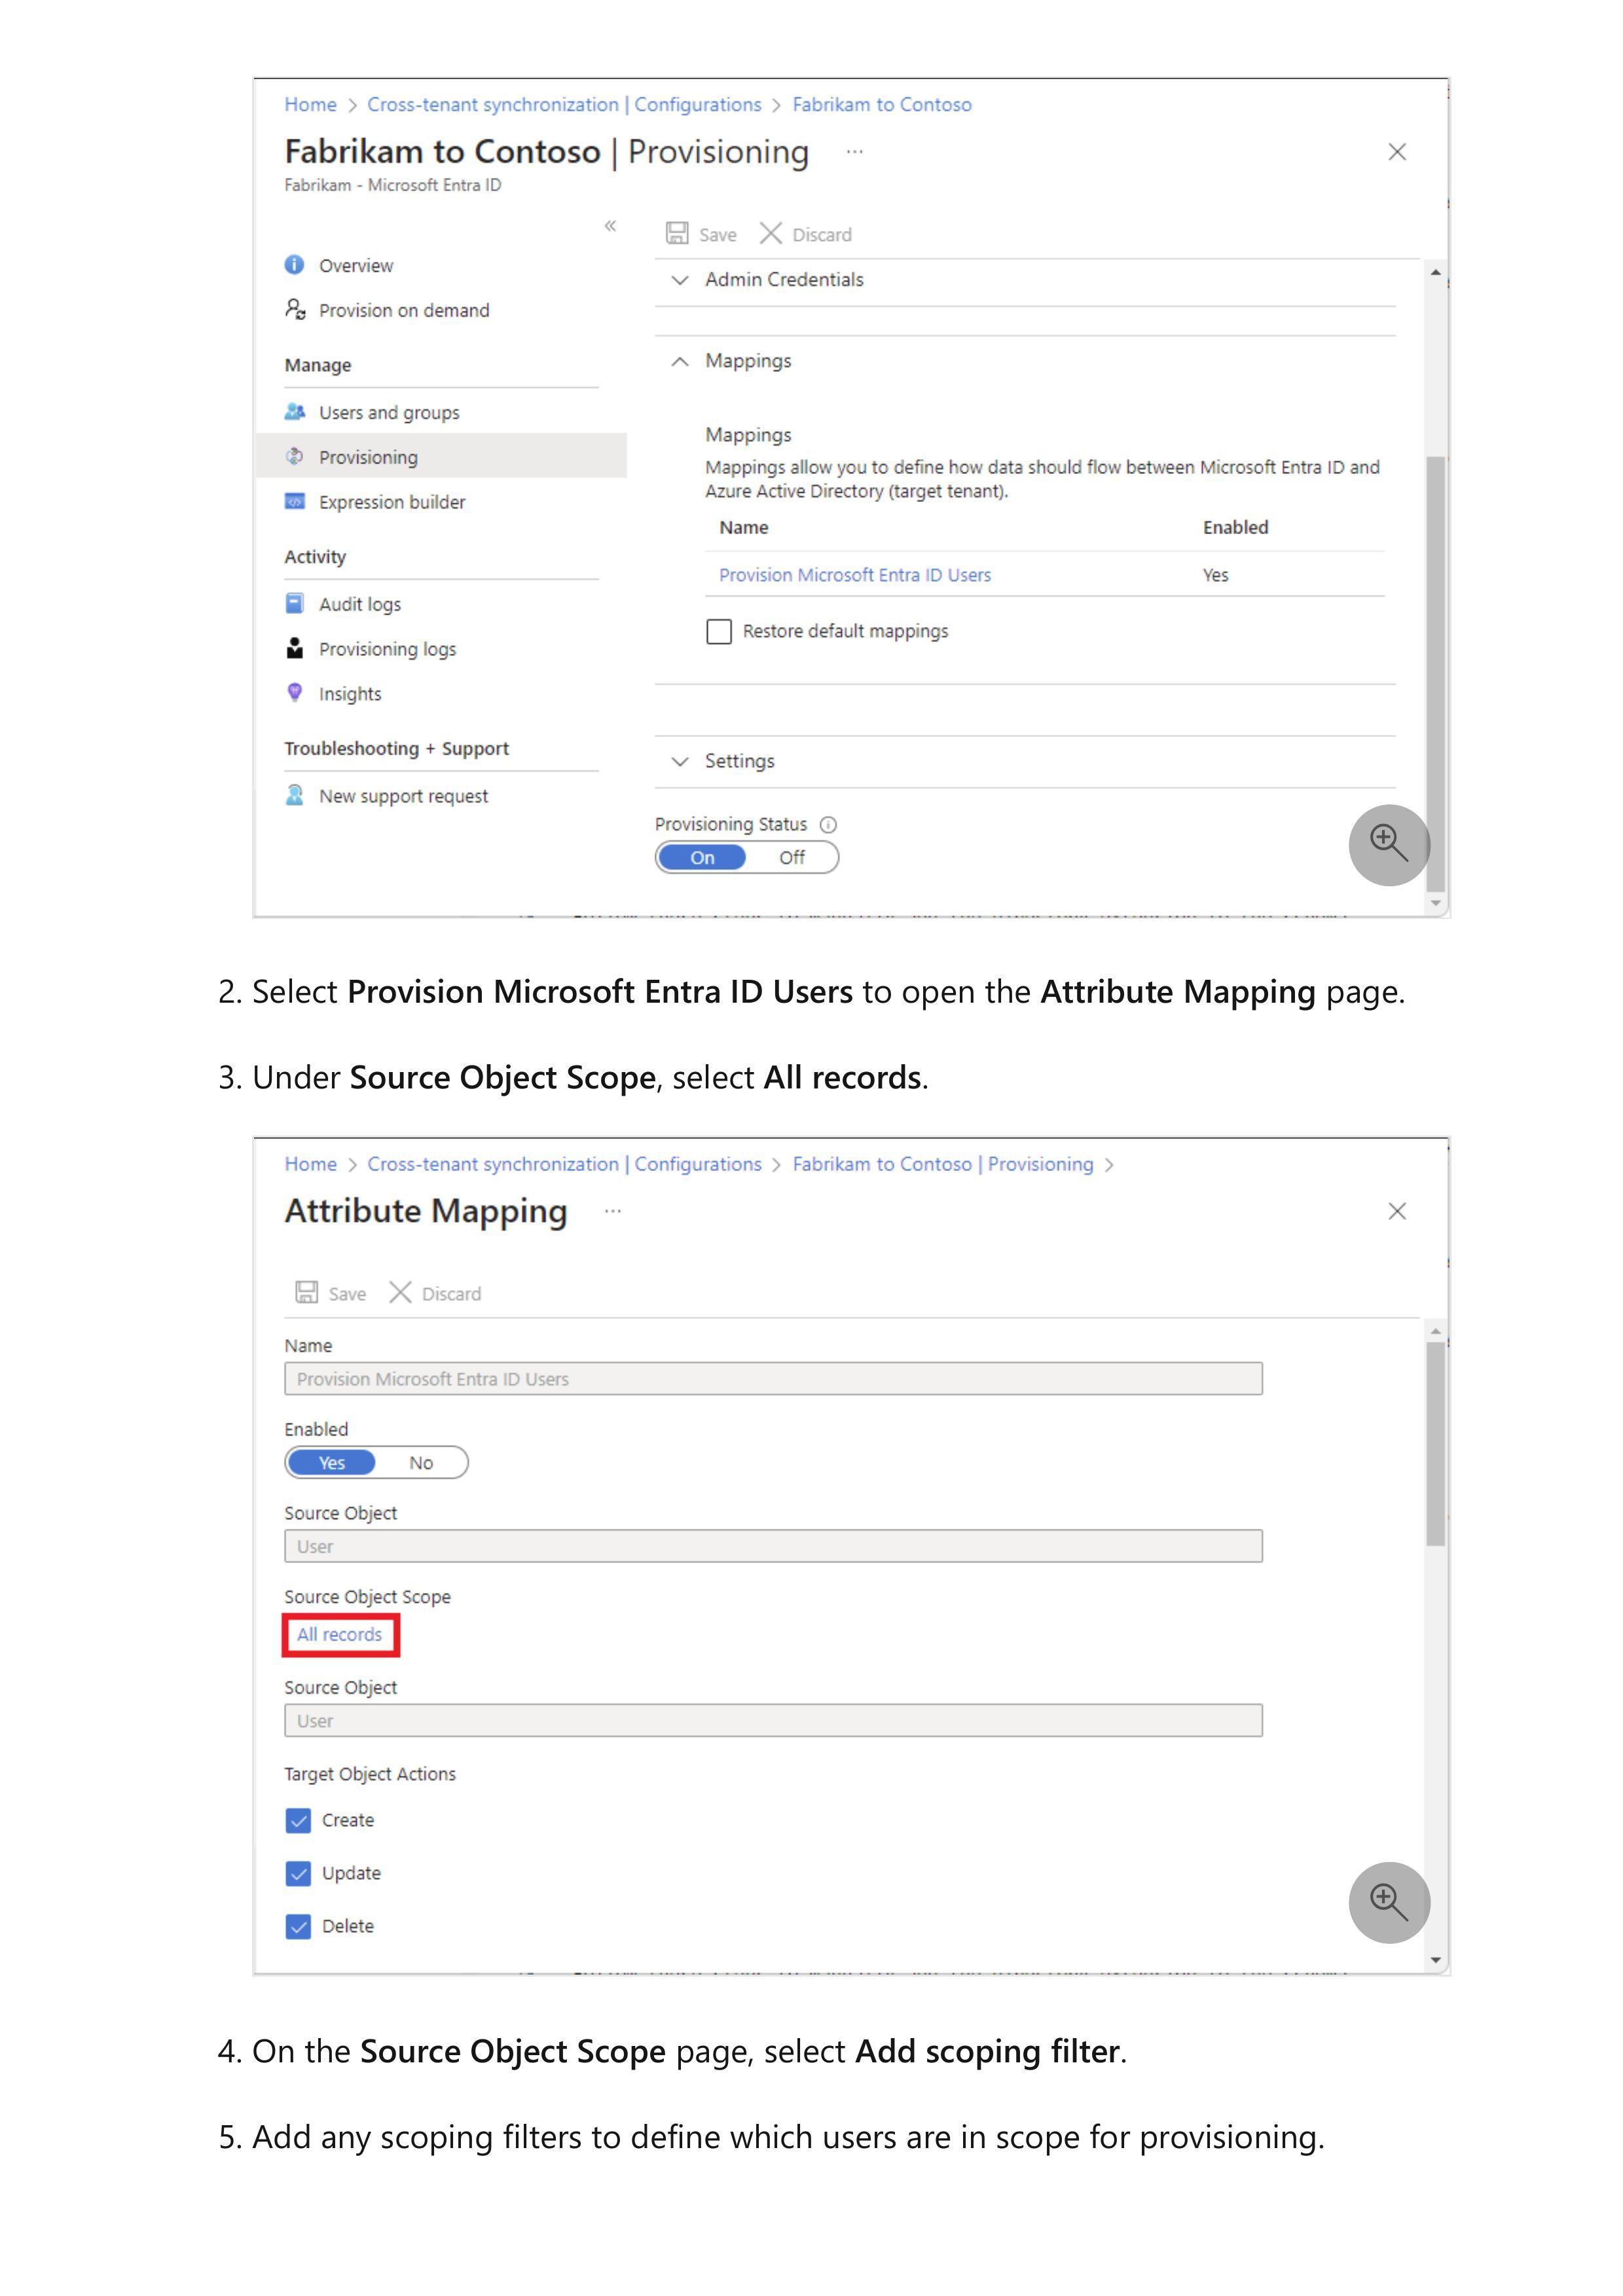 Home > Cross-tenant synchronization | Configurations > Fabrikam to Contoso
Fabrikam to Contoso | Provisioning ...
Fabrikam - Microsoft Entra ID
Save Discard
Overview
Provision on demand
Manage
Users and groups
Provisioning
Expression builder
Activity
Audit logs
Provisioning logs
Insights
Troubleshooting + Support
New support request
Admin Credentials
Mappings
Mappings
Mappings allow you to define how data should flow between Microsoft Entra ID and
Azure Active Directory (target tenant).
Name Enabled
Provision Microsoft Entra ID Users Yes
Restore default mappings
Settings
Provisioning Status
On Off
2. Select Provision Microsoft Entra ID Users to open the Attribute Mapping page.
3. Under Source Object Scope, select All records.
Home > Cross-tenant synchronization | Configurations > Fabrikam to Contoso | Provisioning >
Attribute Mapping ...
Save Discard
Name
Provision Microsoft Entra ID Users
Enabled
Yes No
Source Object
User
Source Object Scope
All records
Source Object
User
Target Object Actions
Create
Update
Delete
4. On the Source Object Scope page, select Add scoping filter.
5. Add any scoping filters to define which users are in scope for provisioning.